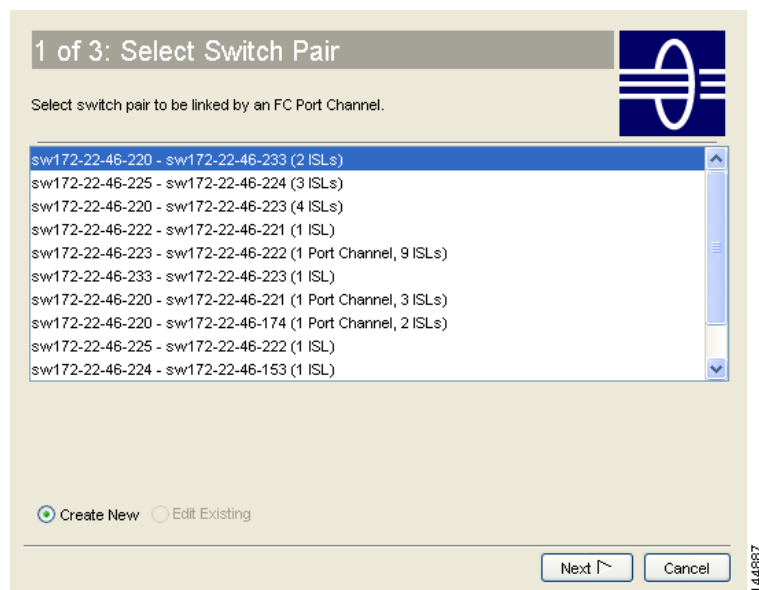 1 of 3: Select Switch Pair
Select switch pair to be linked by an FC Port Channel.
sw172-22-46-220 - sw172-22-46-233 (2 ISLs)
sw172-22-46-225 - sw172-22-46-224 (3 ISLs)
sw172-22-46-220 - sw172-22-46-223 (4 ISLs)
sw172-22-46-222 - sw172-22-46-221 (1 ISL)
sw172-22-46-223 - sw172-22-46-222 (1 Port Channel, 9 ISLs)
sw172-22-46-233 - sw172-22-46-223 (1 ISL)
sw172-22-46-220 - sw172-22-46-221 (1 Port Channel, 3 ISLs)
sw172-22-46-220 - sw172-22-46-174 (1 Port Channel, 2 ISLs)
sw172-22-46-225 - sw172-22-46-222 (1 ISL)
sw172-22-46-224 - sw172-22-46-153 (1 ISL)
Create New Edit Existing
Next Cancel
144887